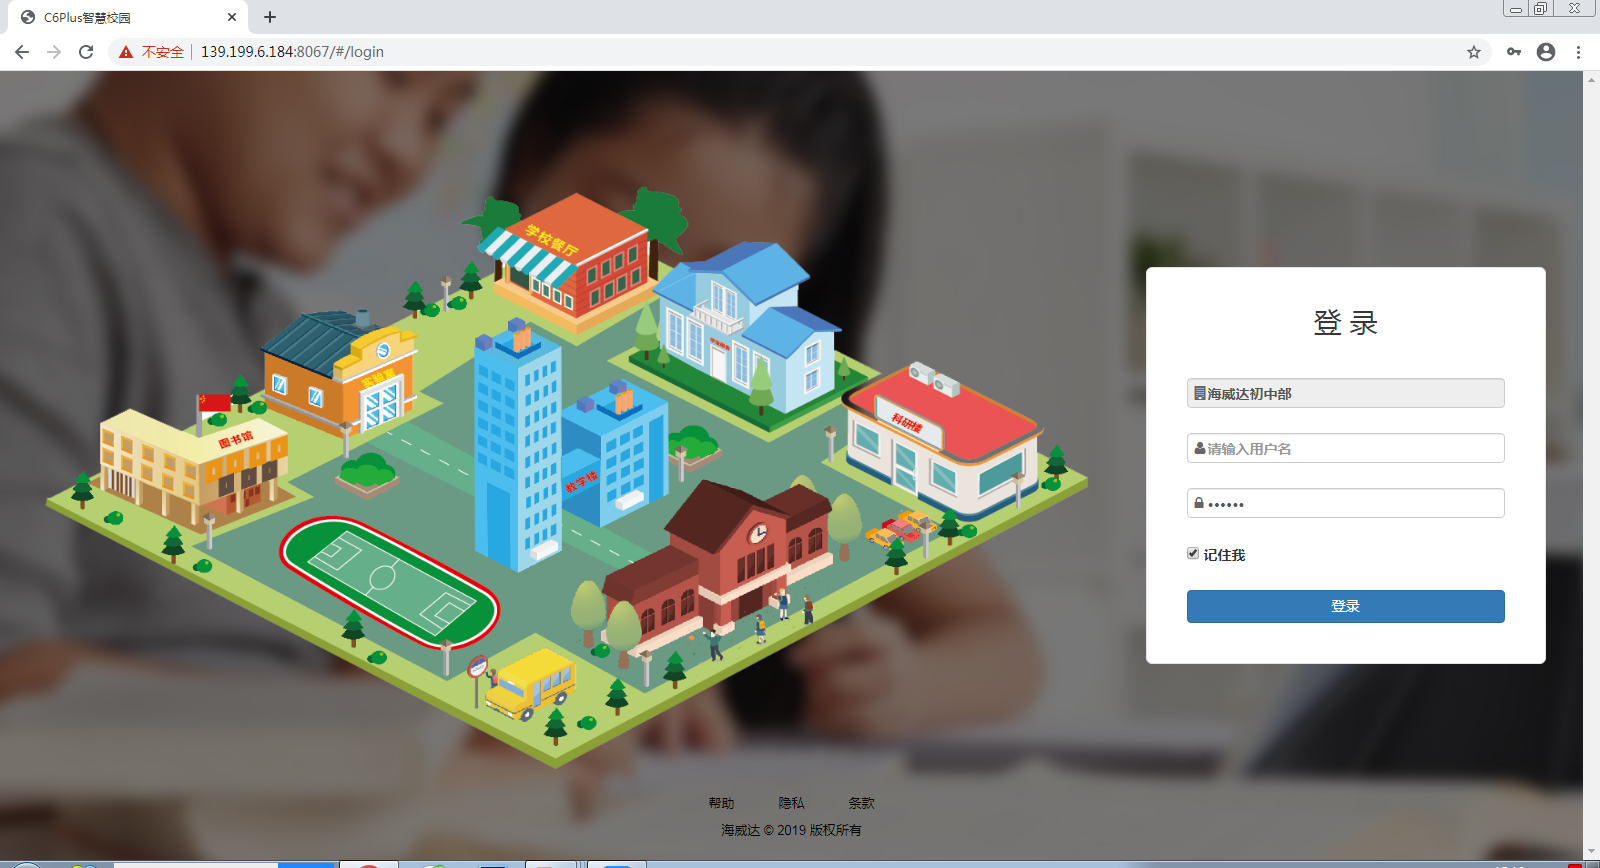 C6Plus智慧校园
不安全 139.199.6.184:8067/#/login
学校餐厅
实验室
图书馆
科研楼
教学楼
登 录
海威达初中部
请输入用户名
••••••
记住我
登录
帮助 隐私 条款
海威达 © 2019 版权所有